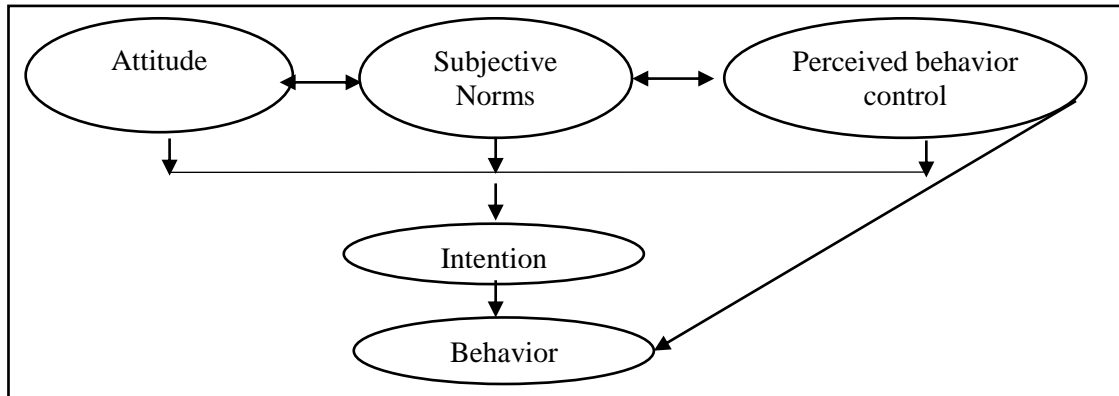 Attitude
Subjective
Norms
Perceived behavior
control
Intention
Behavior